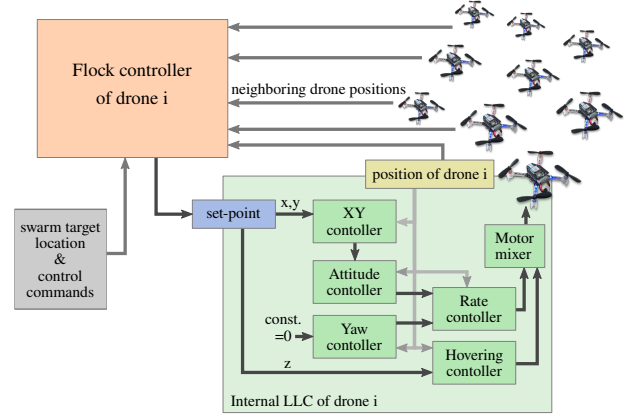 Flock controller
of drone i
neighboring drone positions
position of drone i
swarm target
location
&
control
commands
set-point
x,y
XY
contoller
Motor
mixer
Attitude
contoller
Rate
contoller
const.
=0
Yaw
contoller
z
Hovering
contoller
Internal LLC of drone i